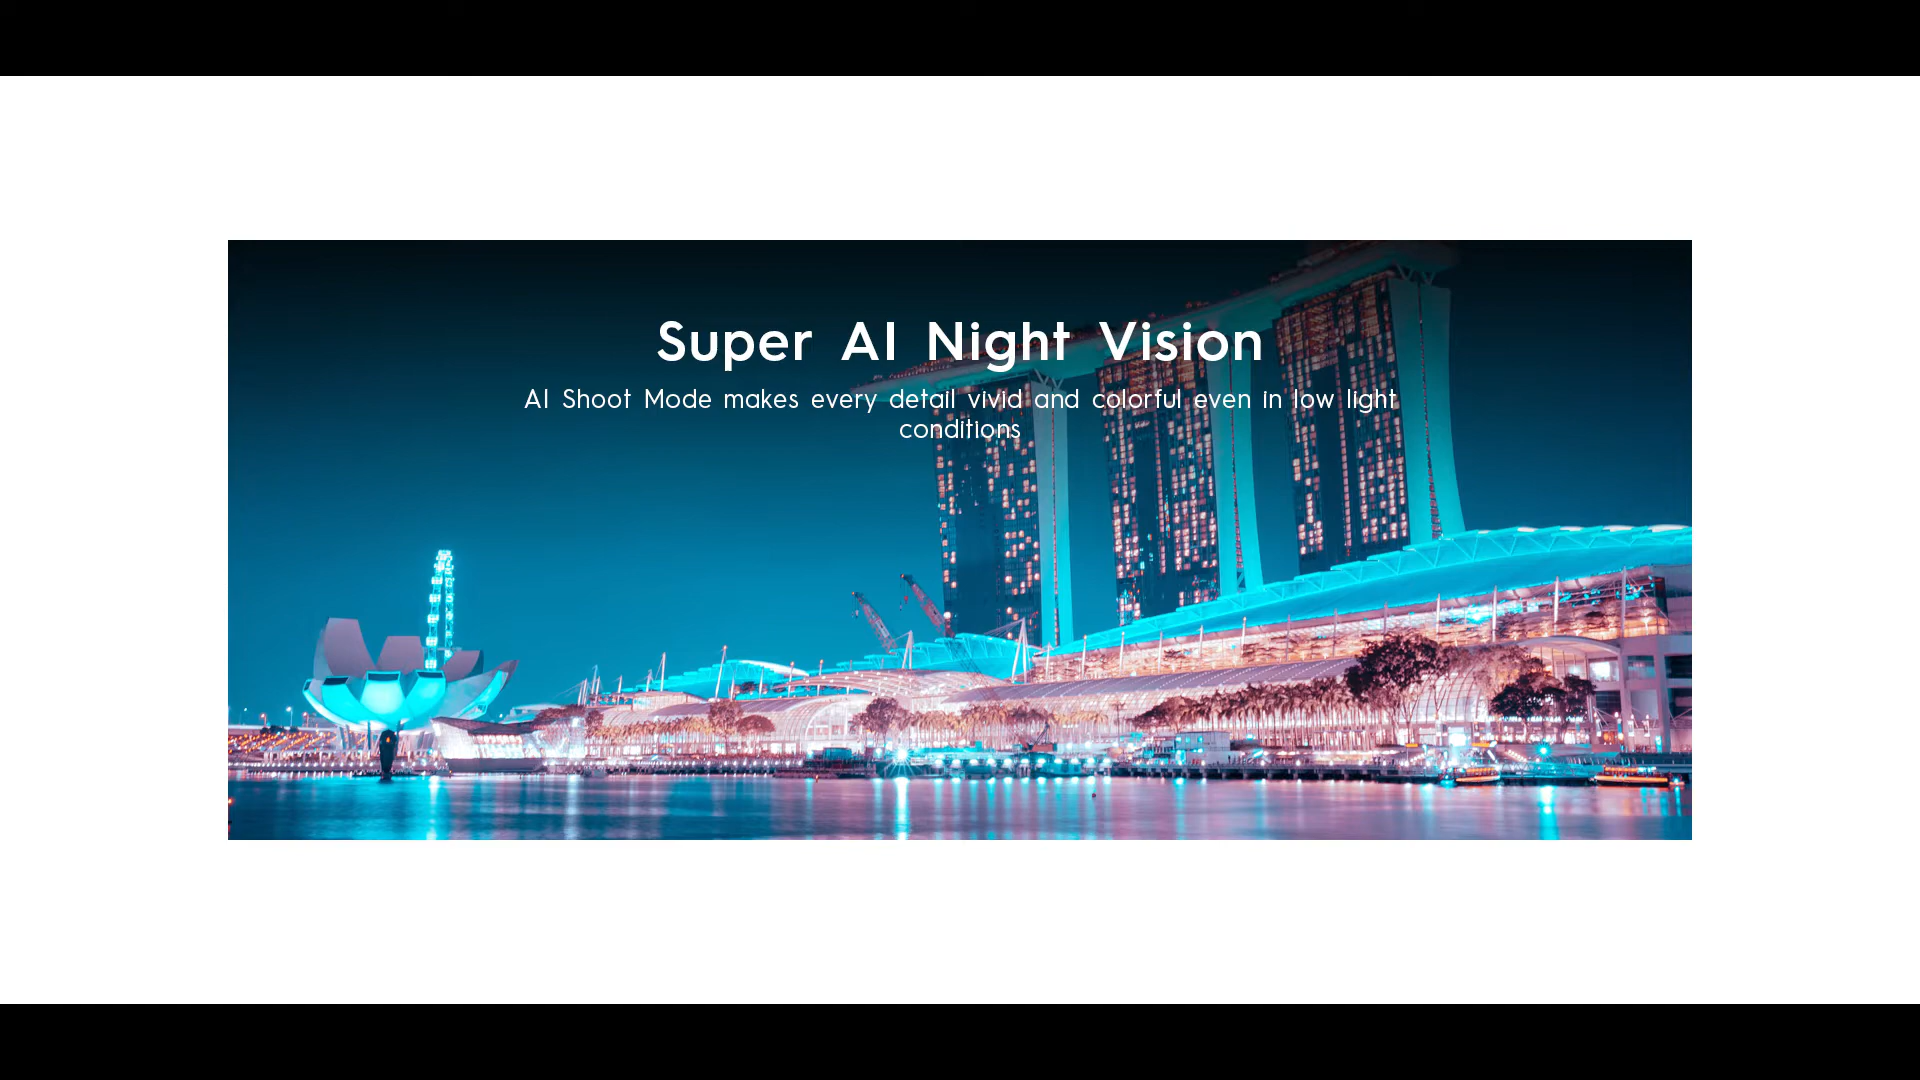 Super AI Night Vision
AI Shoot Mode makes every detail vivid and colorful even in low light
conditions